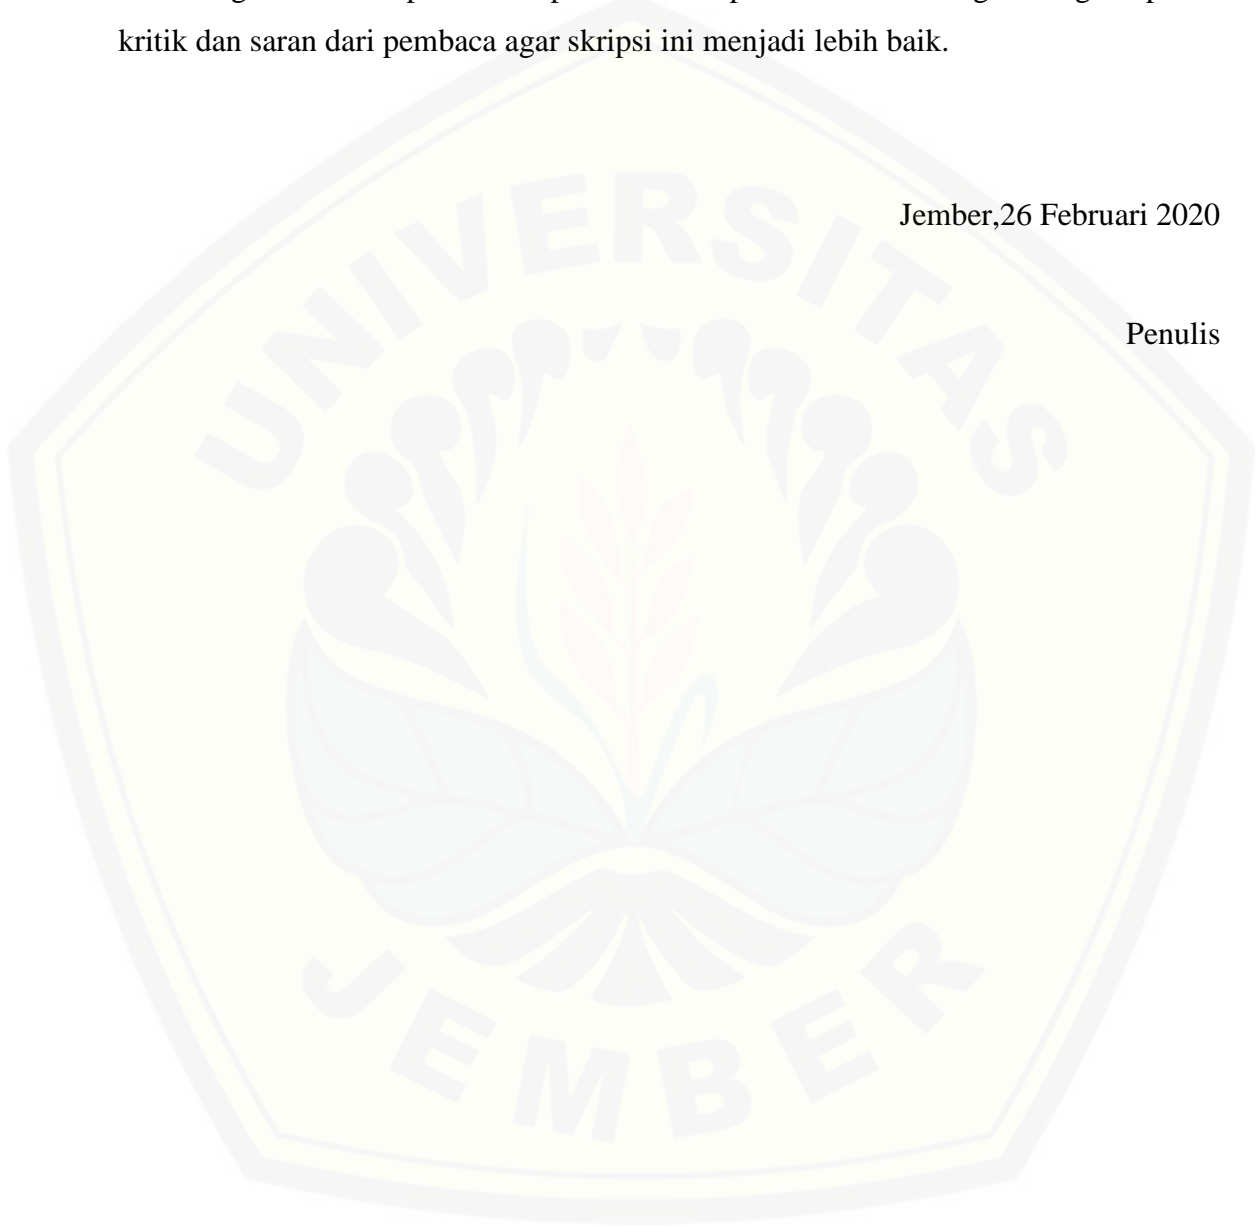 kritik dan saran dari pembaca agar skripsi ini menjadi lebih baik.
Jember,26 Februari 2020
Penulis
UNIVERSITAS
JEMBER